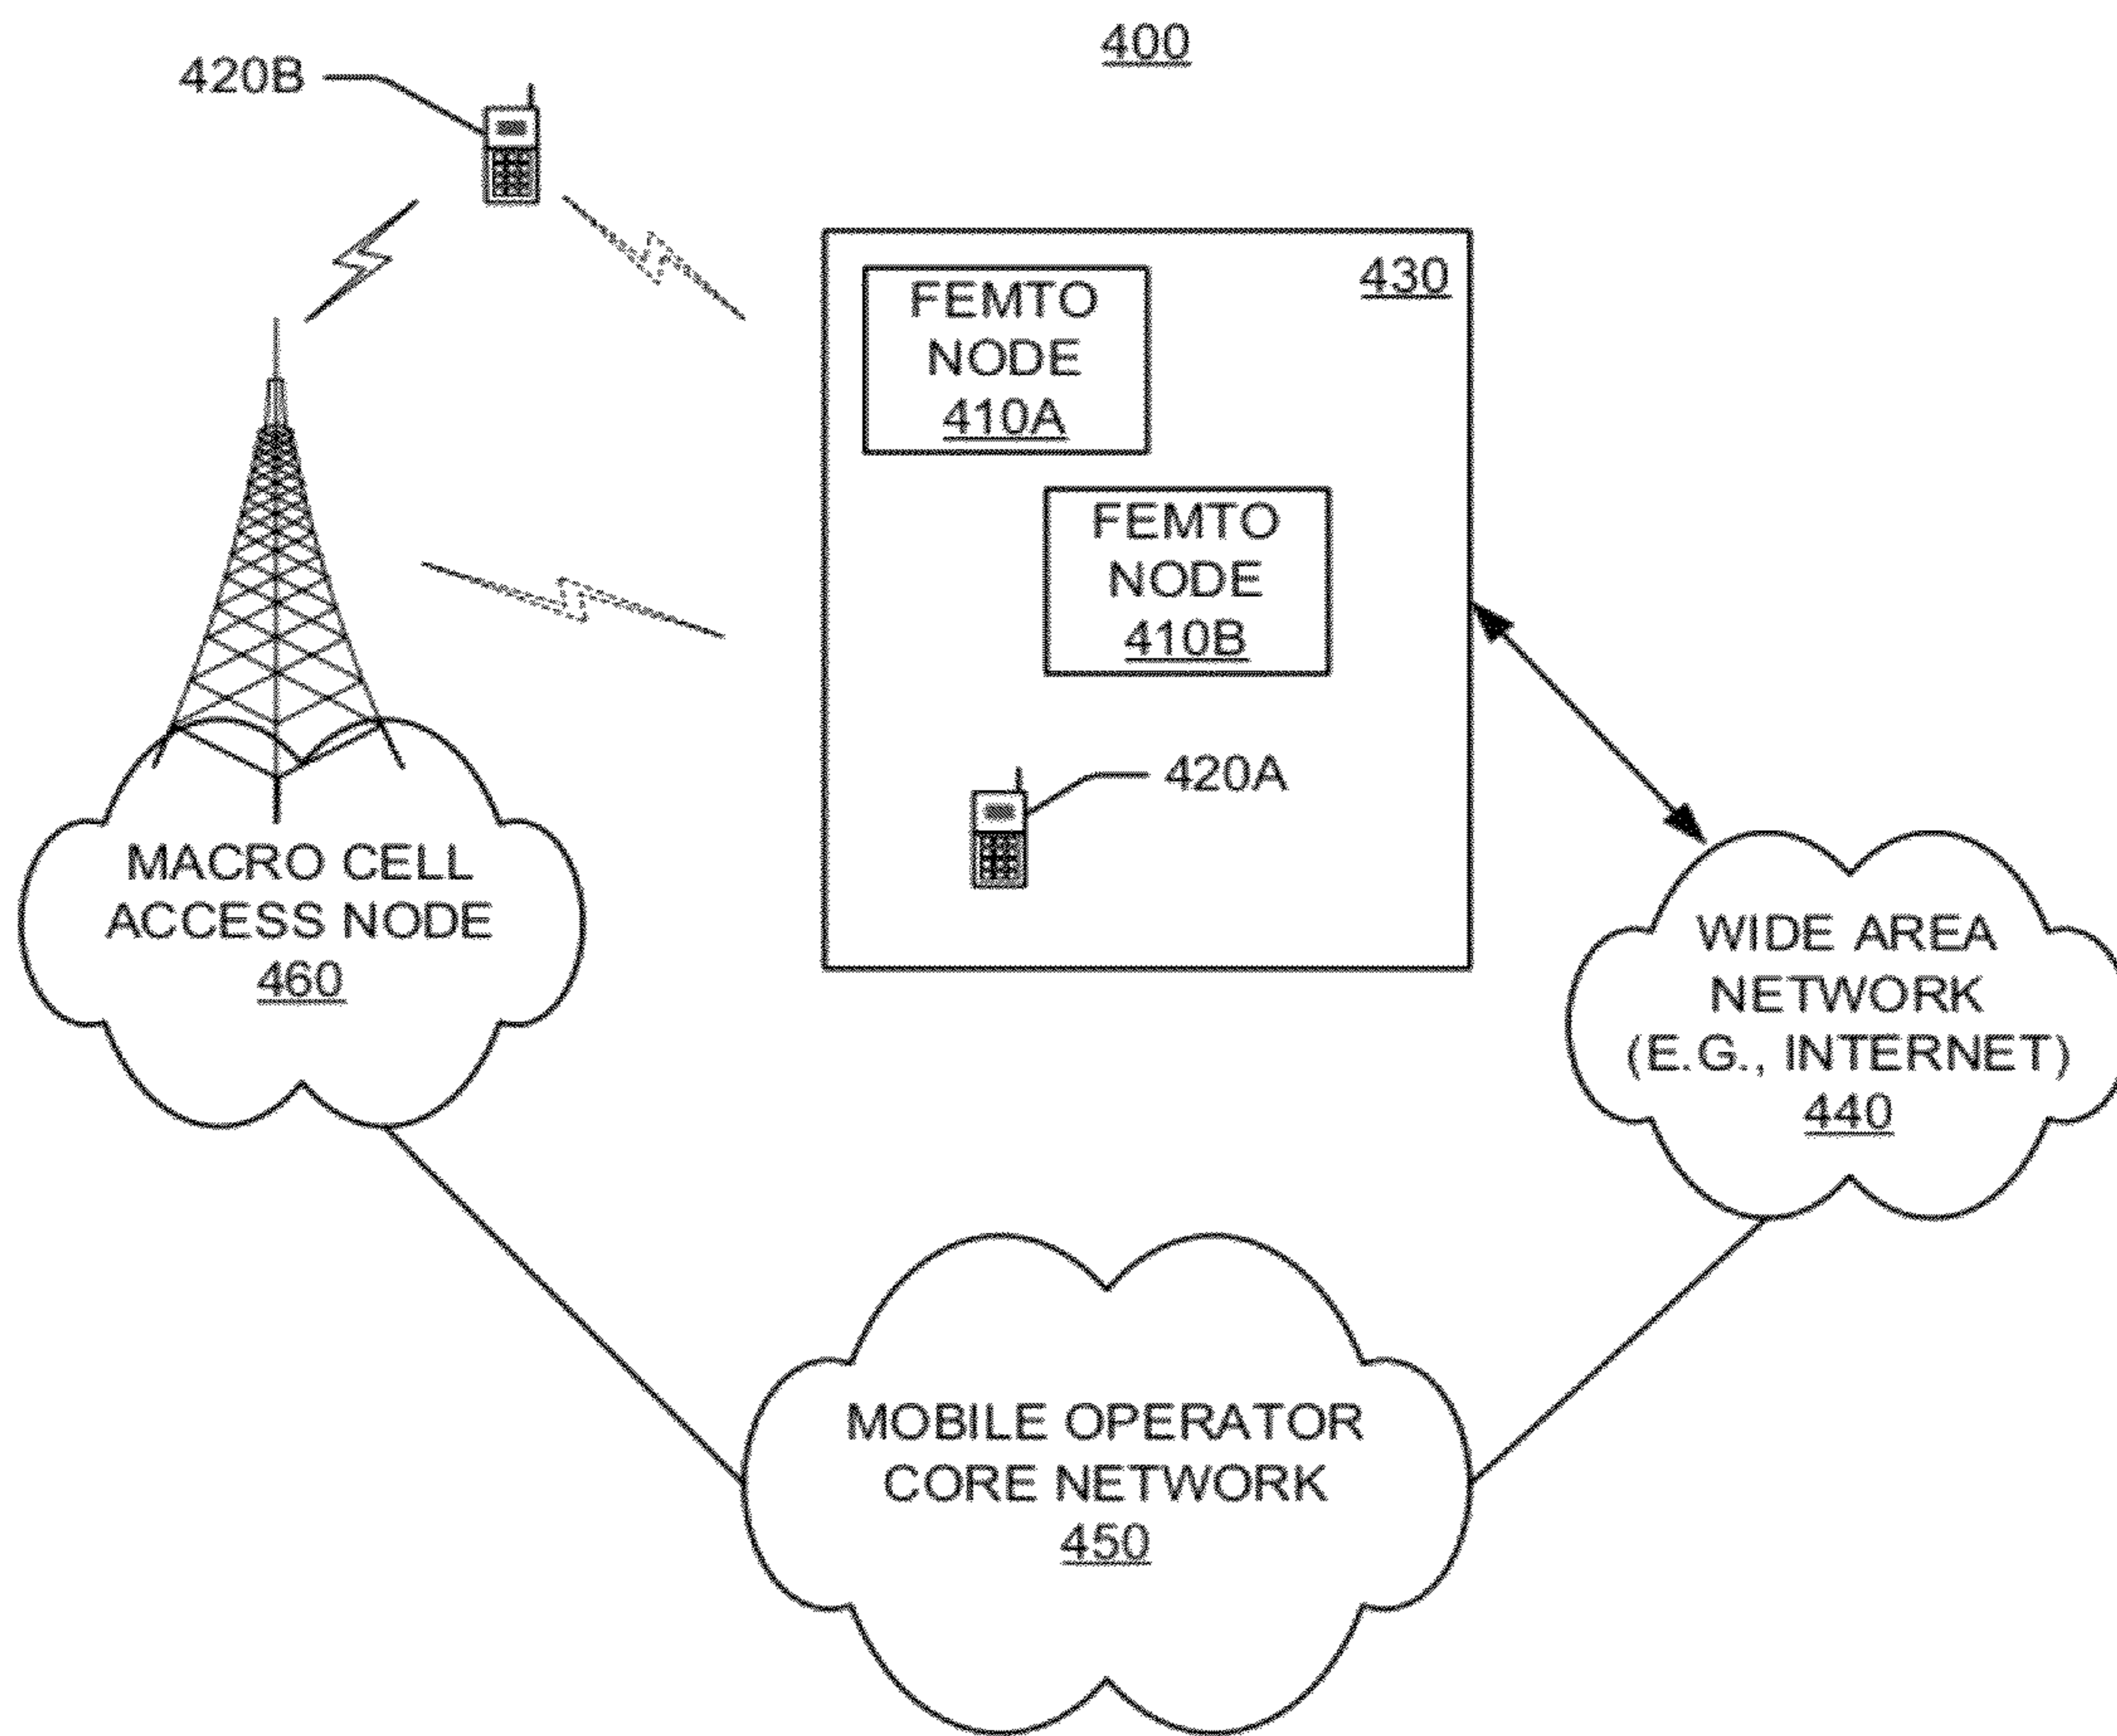 400
420B
430
FEMTO
NODE
410A
FEMTO
NODE
410B
420A
MACRO CELL
ACCESS NODE
460
WIDE AREA
NETWORK
(E.G., INTERNET)
440
MOBILE OPERATOR
CORE NETWORK
450